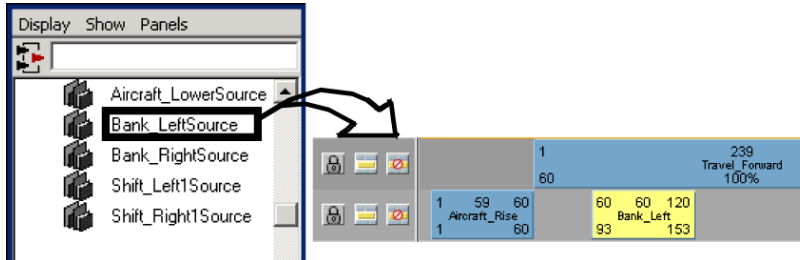 Display Show Panels
Aircraft_LowerSource
Bank_LeftSource
Bank_RightSource
Shift_Left1Source
Shift_Right1Source
1 239
Travel_Forward
60 100%
1 59 60
Aircraft_Rise
1 60
60 60 120
Bank_Left
93 153